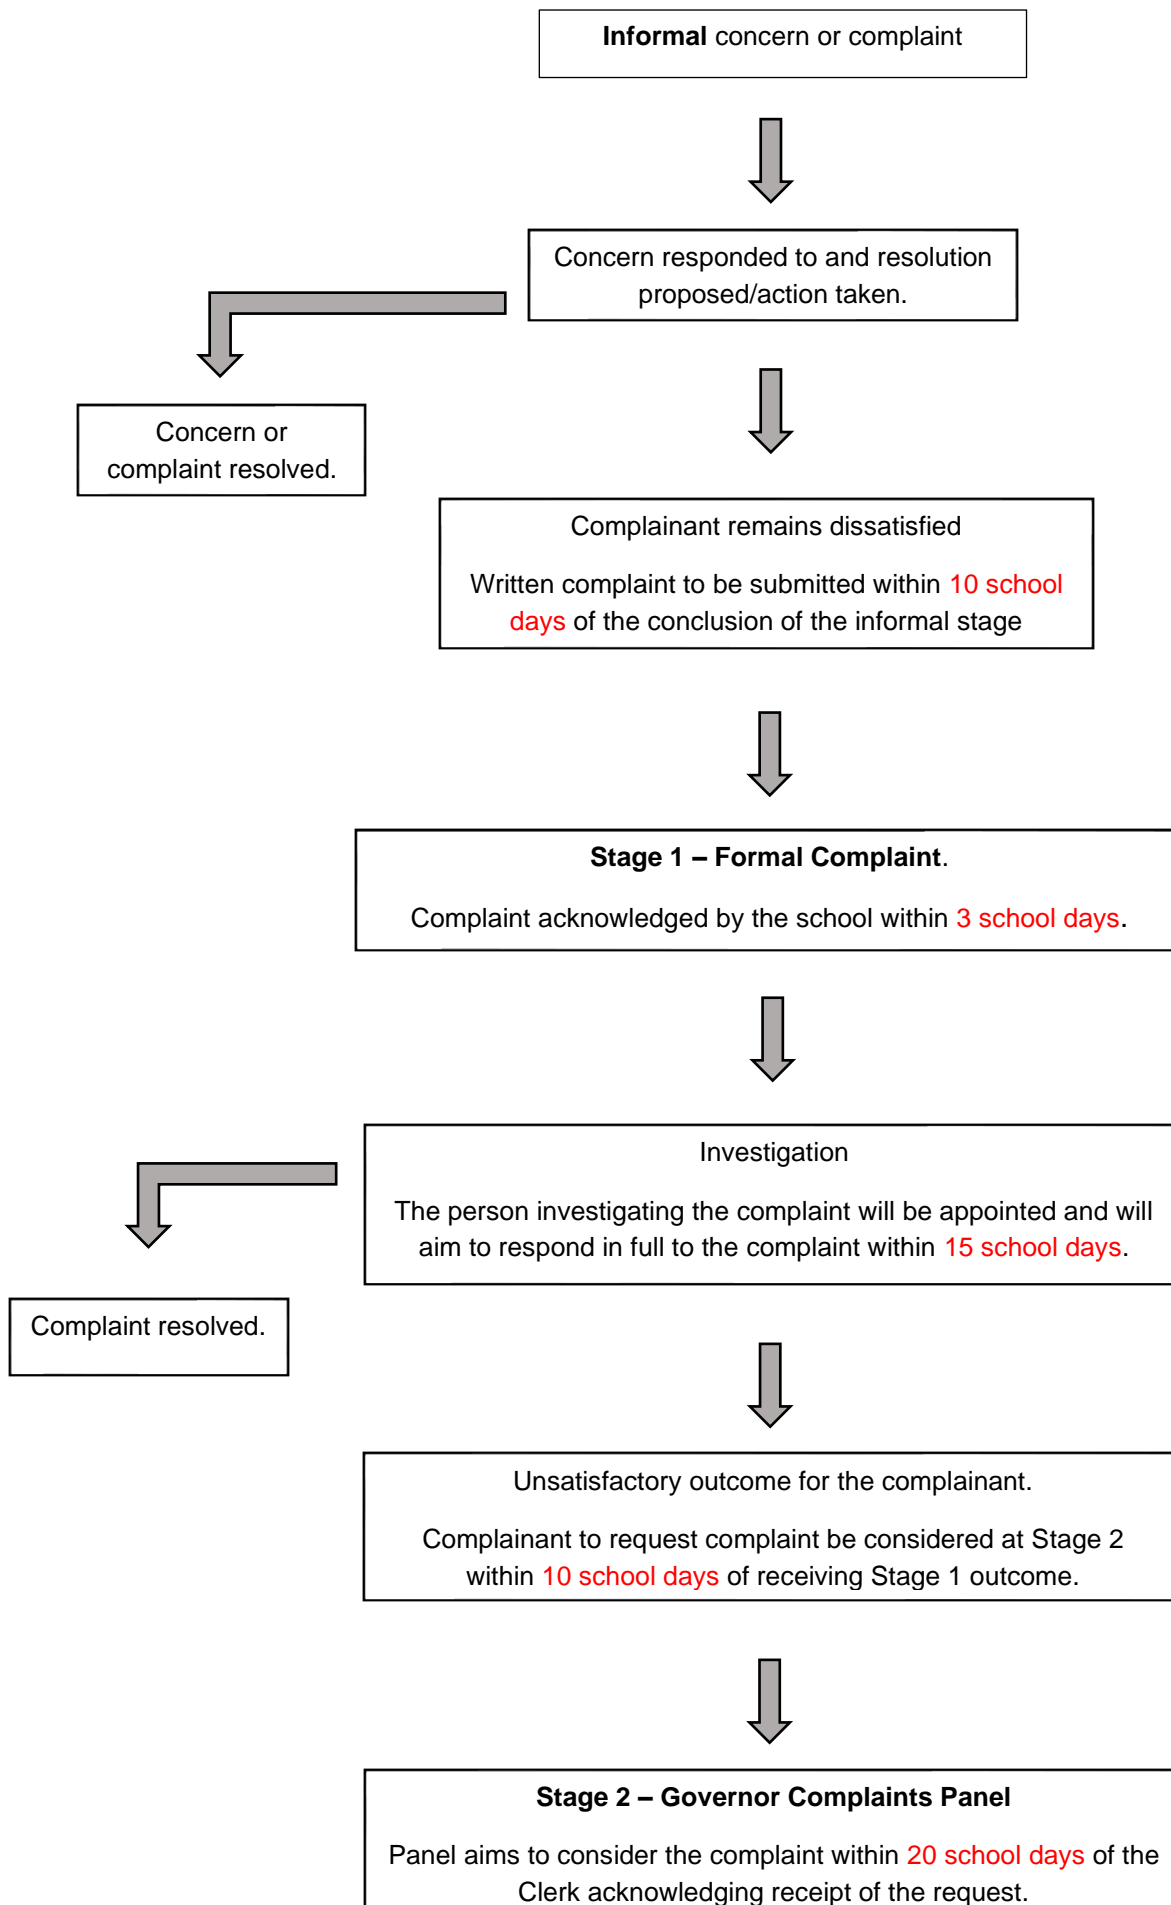 Informal concern or complaint
Concern responded to and resolution
proposed/action taken.
Concern or
complaint resolved.
Complainant remains dissatisfied
Written complaint to be submitted within 10 school
days of the conclusion of the informal stage
Stage 1 – Formal Complaint.
Complaint acknowledged by the school within 3 school days.
Investigation
The person investigating the complaint will be appointed and will
aim to respond in full to the complaint within 15 school days.
Complaint resolved.
Unsatisfactory outcome for the complainant.
Complainant to request complaint be considered at Stage 2
within 10 school days of receiving Stage 1 outcome.
Stage 2 – Governor Complaints Panel
Panel aims to consider the complaint within 20 school days of the
Clerk acknowledging receipt of the request.